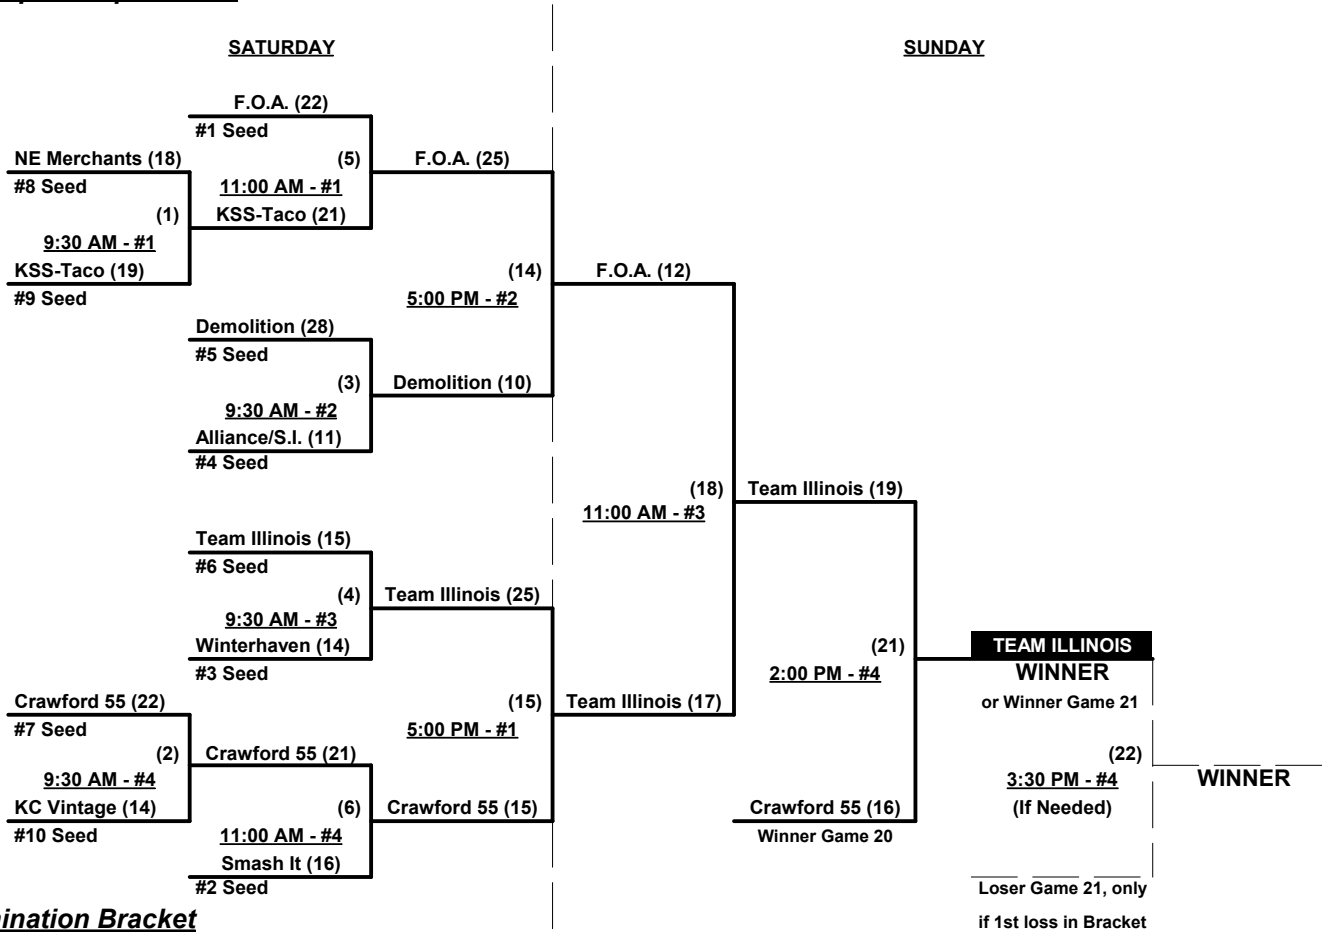 SATURDAY
SUNDAY
F.O.A. (22)
#1 Seed
NE Merchants (18)
(5)
F.O.A. (25)
#8 Seed
11:00 AM - #1
(1)
KSS-Taco (21)
9:30 AM - #1
KSS-Taco (19)
(14)
F.O.A. (12)
#9 Seed
5:00 PM - #2
Demolition (28)
#5 Seed
(3)
Demolition (10)
9:30 AM - #2
Alliance/S.I. (11)
#4 Seed
(18)
Team Illinois (19)
11:00 AM - #3
Team Illinois (15)
#6 Seed
(4)
Team Illinois (25)
9:30 AM - #3
Winterhaven (14)
(21)
TEAM ILLINOIS
#3 Seed
2:00 PM - #4
WINNER
Crawford 55 (22)
(15)
Team Illinois (17)
or Winner Game 21
#7 Seed
5:00 PM - #1
(2)
Crawford 55 (21)
(22)
9:30 AM - #4
3:30 PM - #4
WINNER
KC Vintage (14)
(6)
Crawford 55 (15)
Crawford 55 (16)
(If Needed)
#10 Seed
11:00 AM - #4
Winner Game 20
Smash It (16)
#2 Seed
Loser Game 21, only
ination Bracket
if 1st loss in Bracket